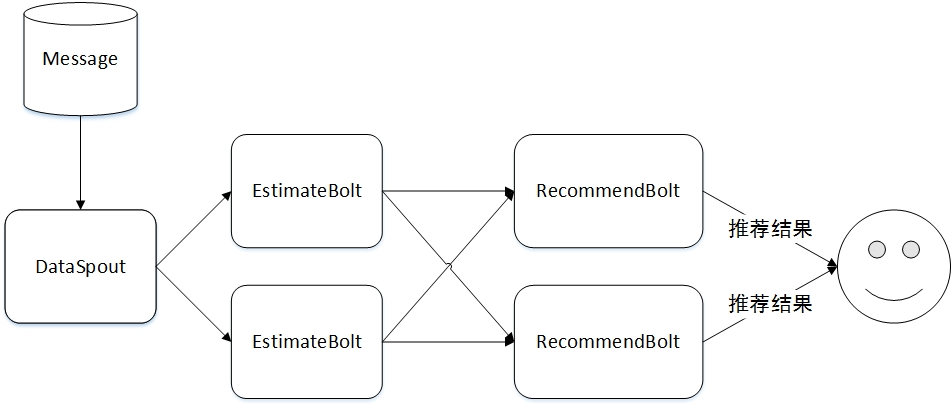 Message
DataSpout
EstimateBolt
EstimateBolt
RecommendBolt
RecommendBolt
推荐结果
推荐结果